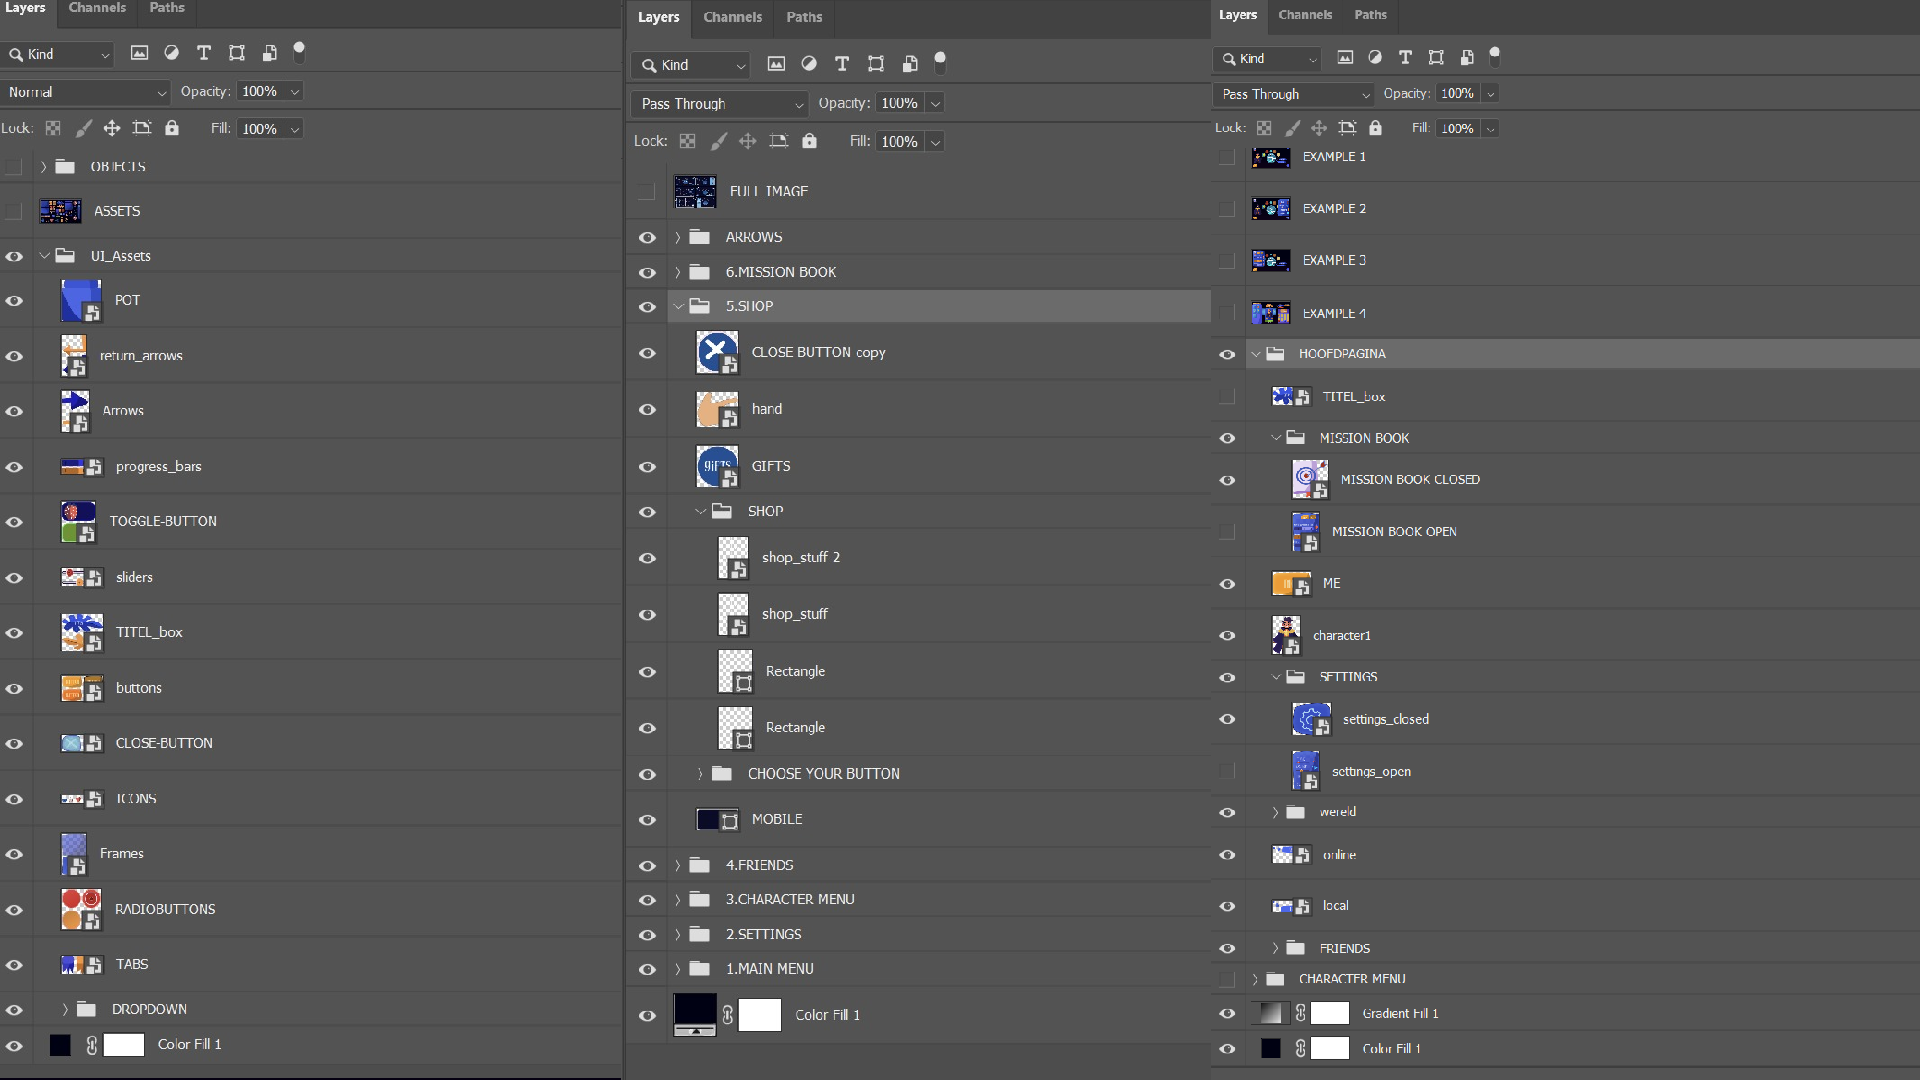 Layers Channels Paths
Kind
Normal Opacity: 100%
Lock: Fill: 100%
OBJECTS
ASSETS
UI_Assets
POT
return_arrows
Arrows
progress_bars
TOGGLE-BUTTON
sliders
TITEL_box
buttons
CLOSE-BUTTON
ICONS
Frames
RADIOBUTTONS
TABS
DROPDOWN
Color Fill 1
Layers Channels Paths
Kind
Pass Through Opacity: 100%
Lock: Fill: 100%
FULL IMAGE
ARROWS
6.MISSION BOOK
5.SHOP
CLOSE BUTTON copy
hand
GIFTS
SHOP
shop_stuff 2
shop_stuff
Rectangle
Rectangle
CHOOSE YOUR BUTTON
MOBILE
4.FRIENDS
3.CHARACTER MENU
2.SETTINGS
1.MAIN MENU
Color Fill 1
Layers Channels Paths
Kind
Pass Through Opacity: 100%
Lock: Fill: 100%
EXAMPLE 1
EXAMPLE 2
EXAMPLE 3
EXAMPLE 4
HOOFDPAGINA
TITEL_box
MISSION BOOK
MISSION BOOK CLOSED
MISSION BOOK OPEN
ME
character1
SETTINGS
settings_closed
settings_open
wereld
online
local
FRIENDS
CHARACTER MENU
Gradient Fill 1
Color Fill 1